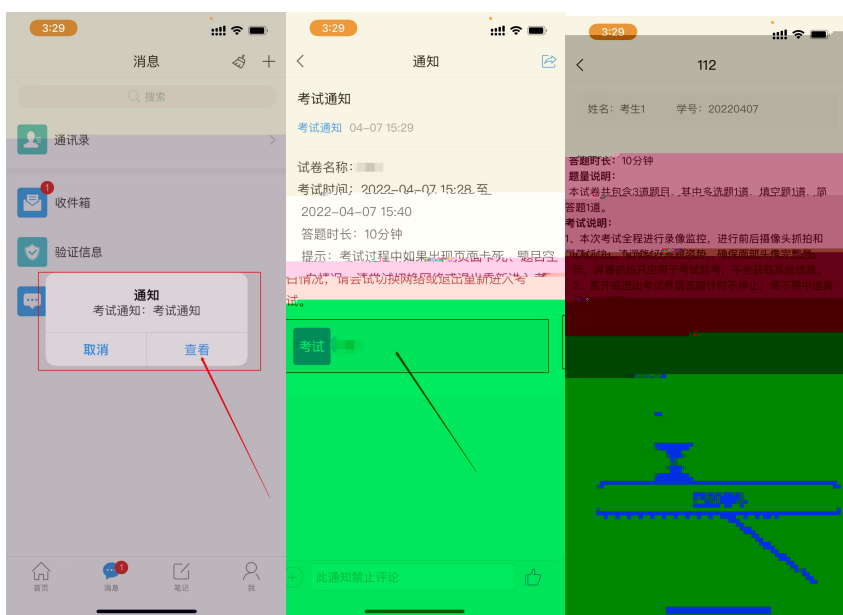 3:29
消息
搜索
通讯录
1
收件箱
验证信息
通知
考试通知：考试通知
取消
查看
首页
1
消息
笔记
我
3:29
通知
考试通知
考试通知 04-07 15:29
试卷名称：
考试时间：2022-04-07 15:28 至
2022-04-07 15:40
答题时长：10分钟
提示：考试过程中如果出现页面卡死、题目空
白情况，请尝试切换网络或退出重新进入考
试。
考试
此通知禁止评论
3:29
112
姓名：考生1 学号：20220407
答题时长：10分钟
题量说明：
本试卷共包含3道题目，其中多选题1道，填空题1道，简
答题1道。
考试说明：
1、本次考试全程进行录像监控，进行前后摄像头抓拍和